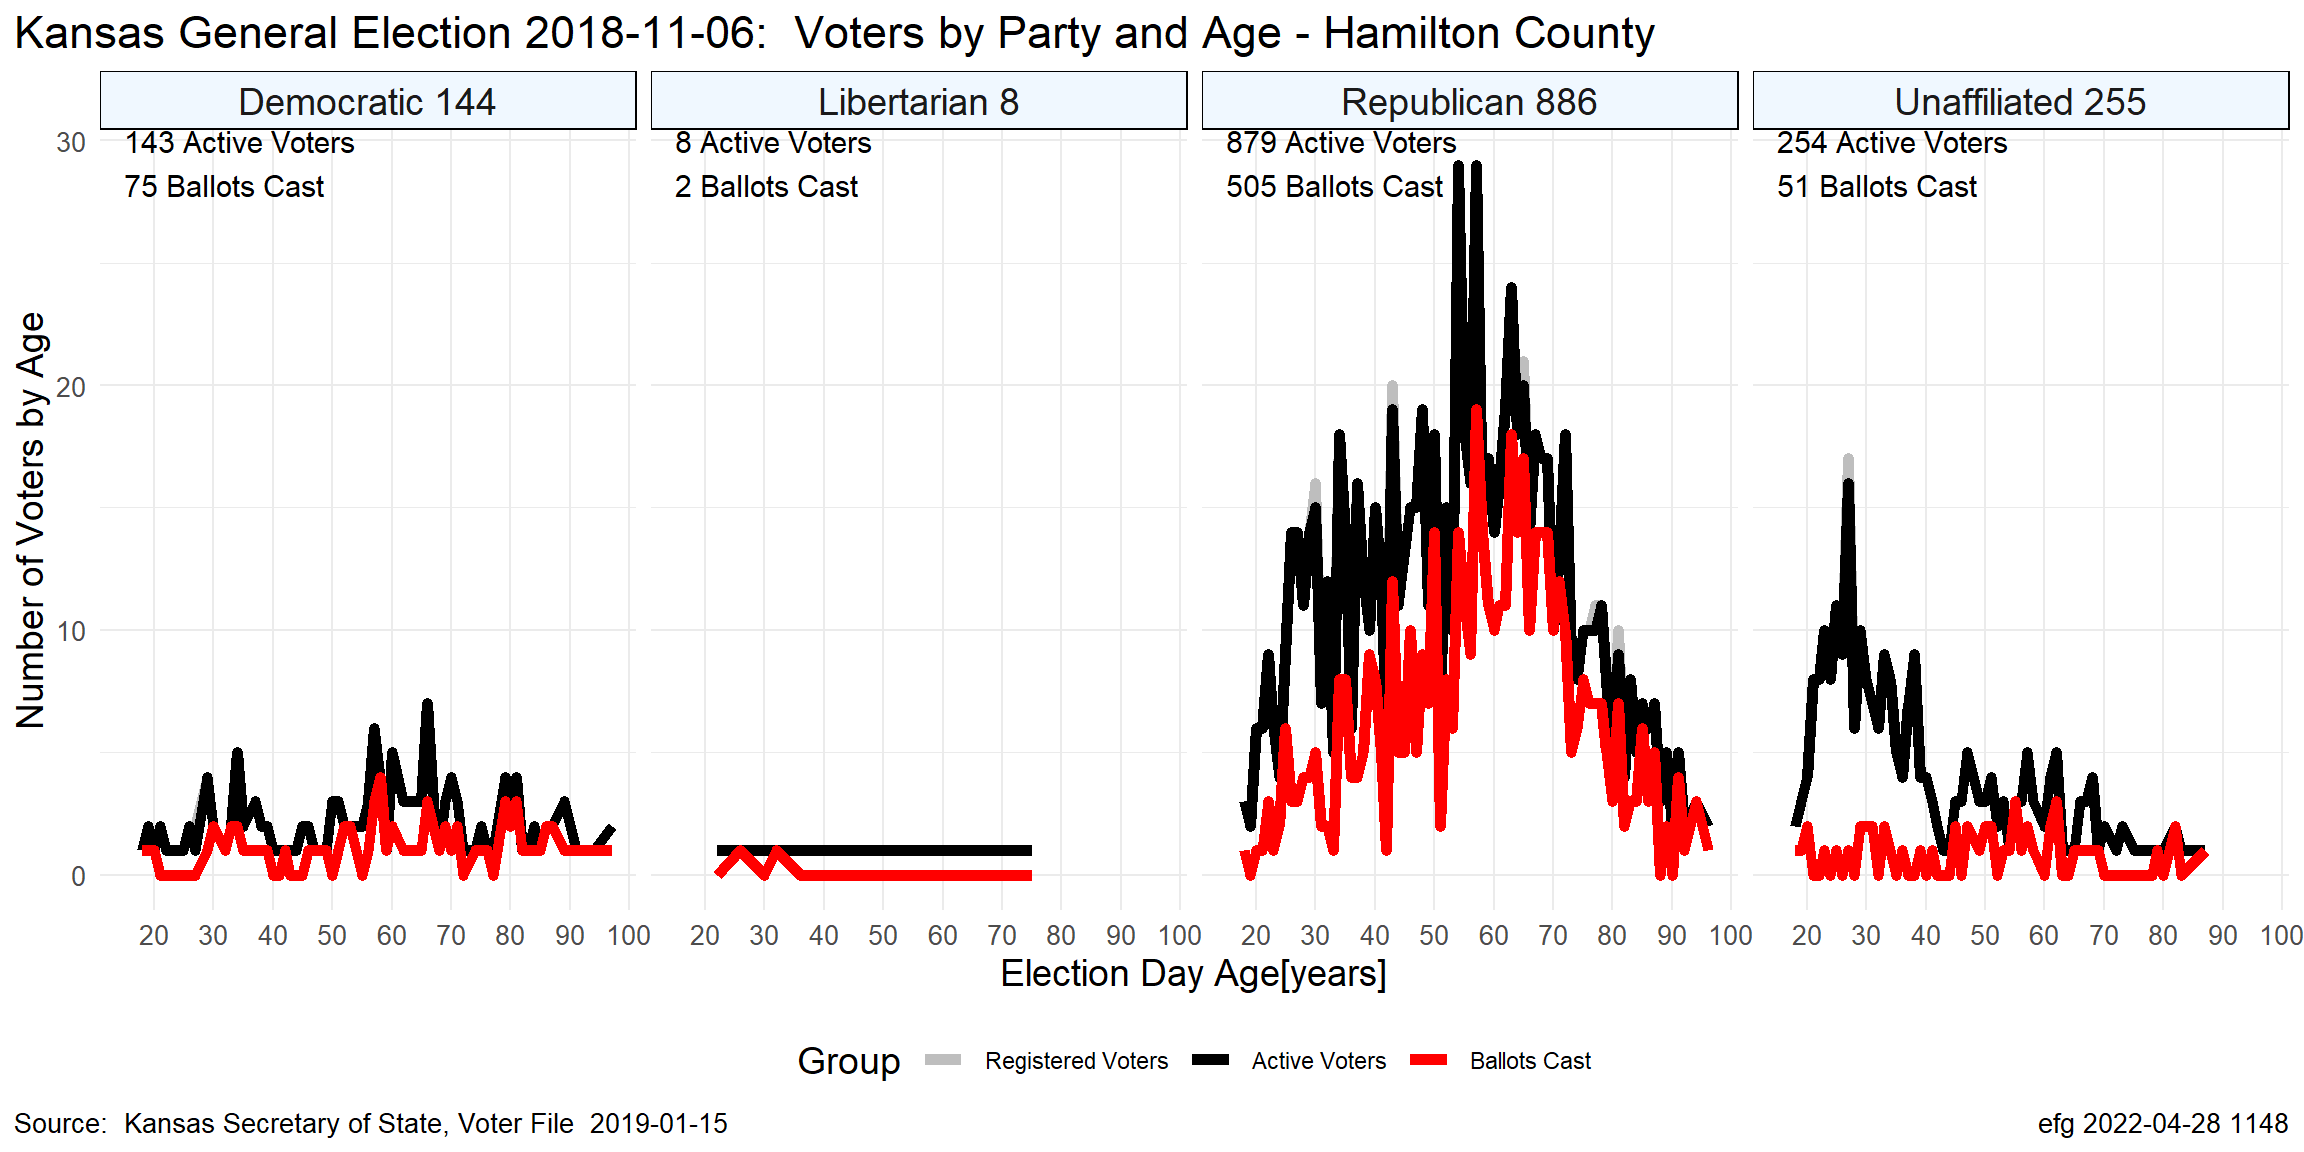 Kansas General Election 2018-11-06:  Voters by Party and Age - Hamilton County
Democratic 144
Libertarian 8
Republican 886
Unaffiliated 255
143 Active Voters
75 Ballots Cast
8 Active Voters
2 Ballots Cast
879 Active Voters
505 Ballots Cast
254 Active Voters
51 Ballots Cast
Number of Voters by Age
30
20
10
0
20 30 40 50 60 70 80 90 100
20 30 40 50 60 70 80 90 100
20 30 40 50 60 70 80 90 100
20 30 40 50 60 70 80 90 100
Election Day Age[years]
Group Registered Voters Active Voters Ballots Cast
Source:  Kansas Secretary of State, Voter File  2019-01-15
efg 2022-04-28 1148